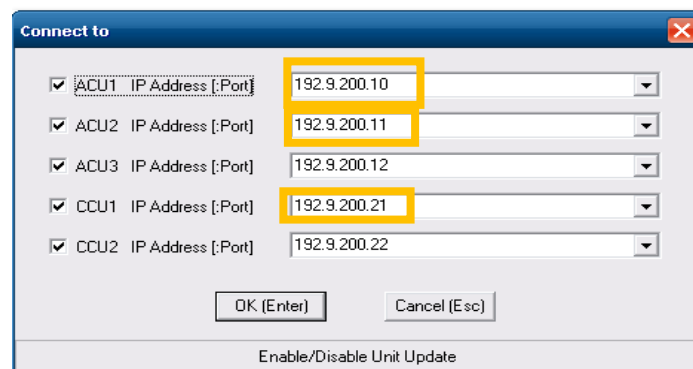 Connect to
ACU1 IP Address [:Port] 192.9.200.10
ACU2 IP Address [:Port] 192.9.200.11
ACU3 IP Address [:Port] 192.9.200.12
CCU1 IP Address [:Port] 192.9.200.21
CCU2 IP Address [:Port] 192.9.200.22
OK (Enter) Cancel (Esc)
Enable/Disable Unit Update